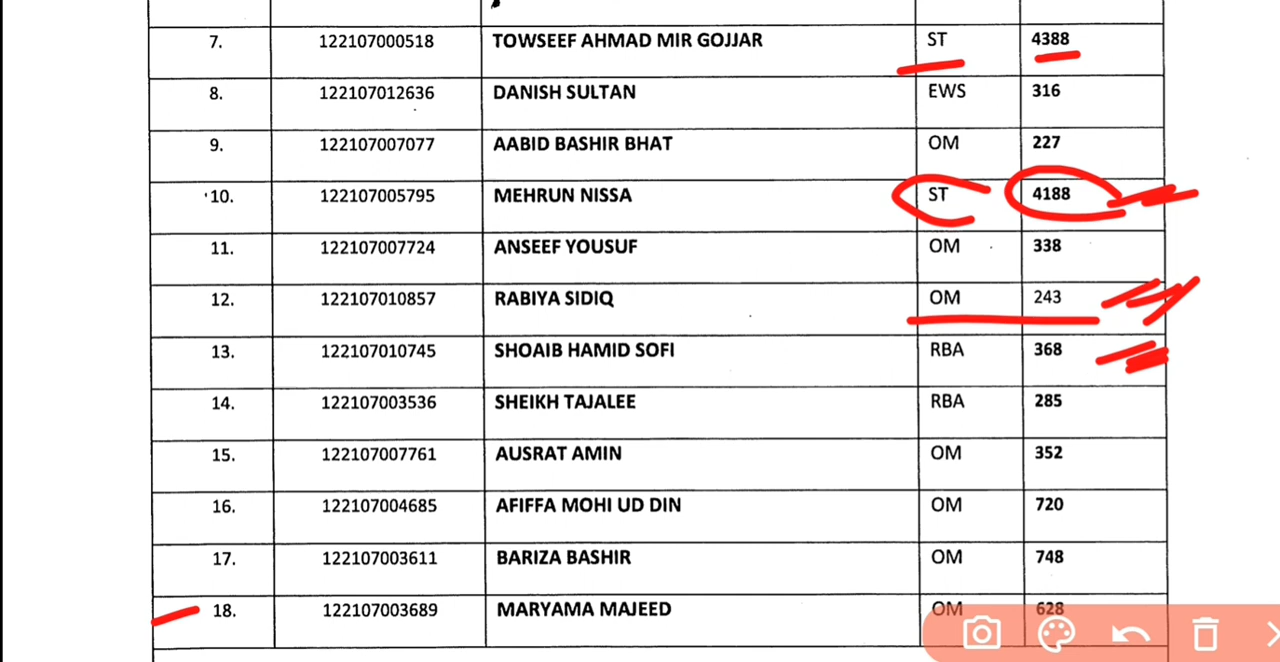 7. 122107000518 TOWSEEF AHMAD MIR GOJJAR ST 4388
8. 122107012636 DANISH SULTAN EWS 316
9. 122107007077 AABID BASHIR BHAT OM 227
10. 122107005795 MEHRUN NISSA ST 4188
11. 122107007724 ANSEEF YOUSUF OM 338
12. 122107010857 RABIYA SIDIQ OM 243
13. 122107010745 SHOAIB HAMID SOFI RBA 368
14. 122107003536 SHEIKH TAJALEE RBA 285
15. 122107007761 AUSRAT AMIN OM 352
16. 122107004685 AFIFFA MOHI UD DIN OM 720
17. 122107003611 BARIZA BASHIR OM 748
18. 122107003689 MARYAMA MAJEED OM 628